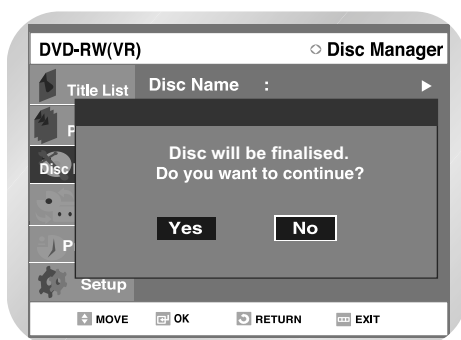 DVD-RW(VR) Disc Manager
Title List Disc Name : ►
P
Disc
Disc will be finalised.
Do you want to continue?
Yes No
P
Setup
MOVE OK RETURN EXIT